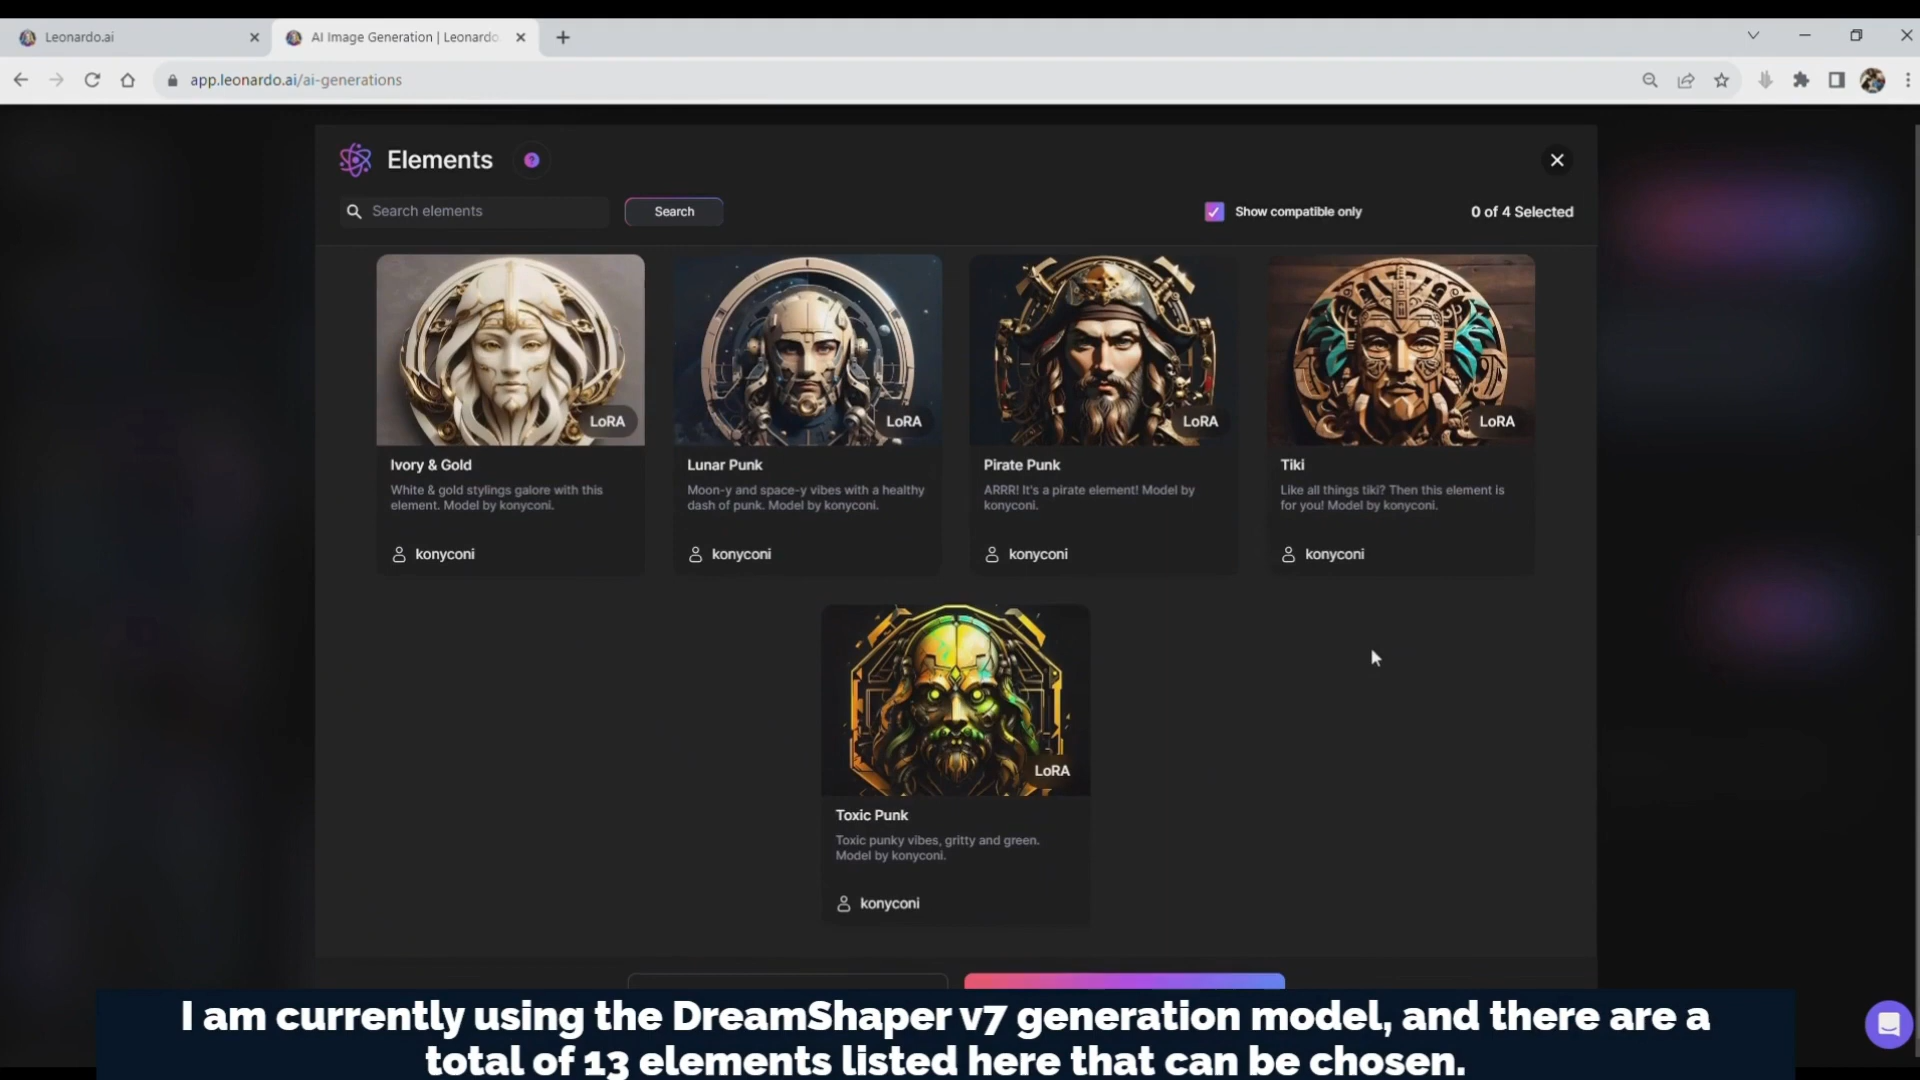 Leonardo.ai
AI Image Generation | Leonardo.
app.leonardo.ai/ai-generations
Elements
?
Search elements
Search
Show compatible only
0 of 4 Selected
LoRA
LoRA
LoRA
LoRA
Ivory & Gold
White & gold stylings galore with this
element. Model by konyconi.
konyconi
Lunar Punk
Moon-y and space-y vibes with a healthy
dash of punk. Model by konyconi.
konyconi
Pirate Punk
ARRR! It's a pirate element! Model by
konyconi.
konyconi
Tiki
Like all things tiki? Then this element is
for you! Model by konyconi.
konyconi
LoRA
Toxic Punk
Toxic punky vibes, gritty and green.
Model by konyconi.
konyconi
I am currently using the DreamShaper v7 generation model, and there are a
total of 13 elements listed here that can be chosen.